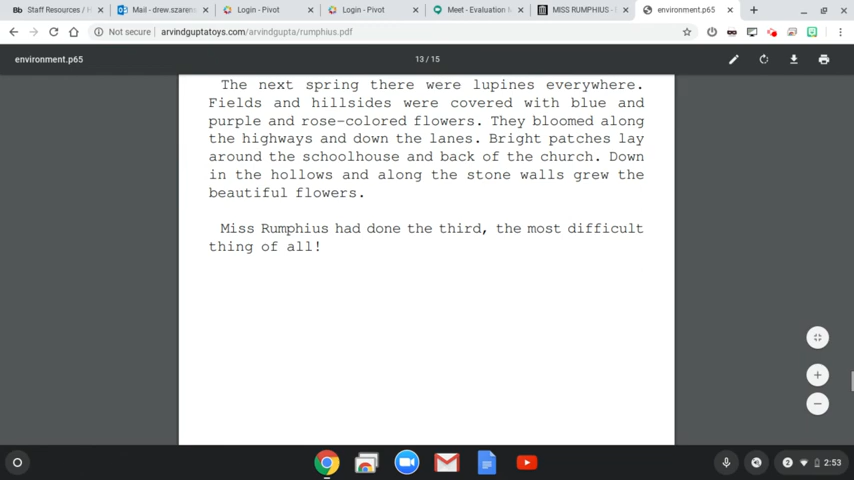 Staff Resources / H
Mail - drew.szarens
Login - Pivot
Login - Pivot
Meet - Evaluation M
MISS RUMPHIUS - F
environment.p65
Not secure | arvindguptatoys.com/arvindgupta/rumphius.pdf
environment.p65
13 / 15
The next spring there were lupines everywhere.
Fields and hillsides were covered with blue and
purple and rose-colored flowers. They bloomed along
the highways and down the lanes. Bright patches lay
around the schoolhouse and back of the church. Down
in the hollows and along the stone walls grew the
beautiful flowers.
Miss Rumphius had done the third, the most difficult
thing of all!
2
2:53